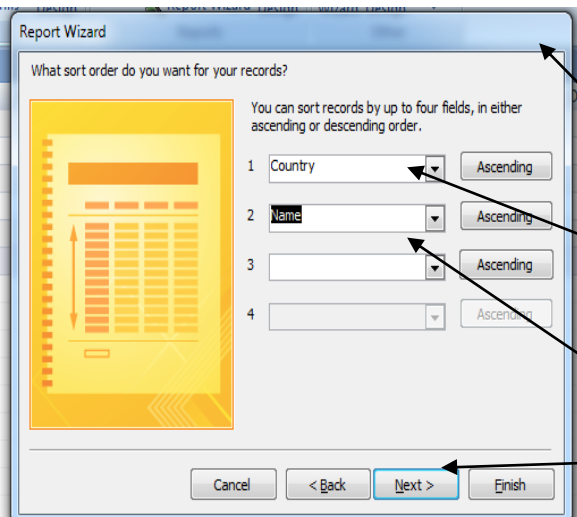 Report Wizard
What sort order do you want for your records?
You can sort records by up to four fields, in either
ascending or descending order.
1 Country Ascending
2 Name Ascending
3 Ascending
4 Ascending
Cancel < Back Next > Finish